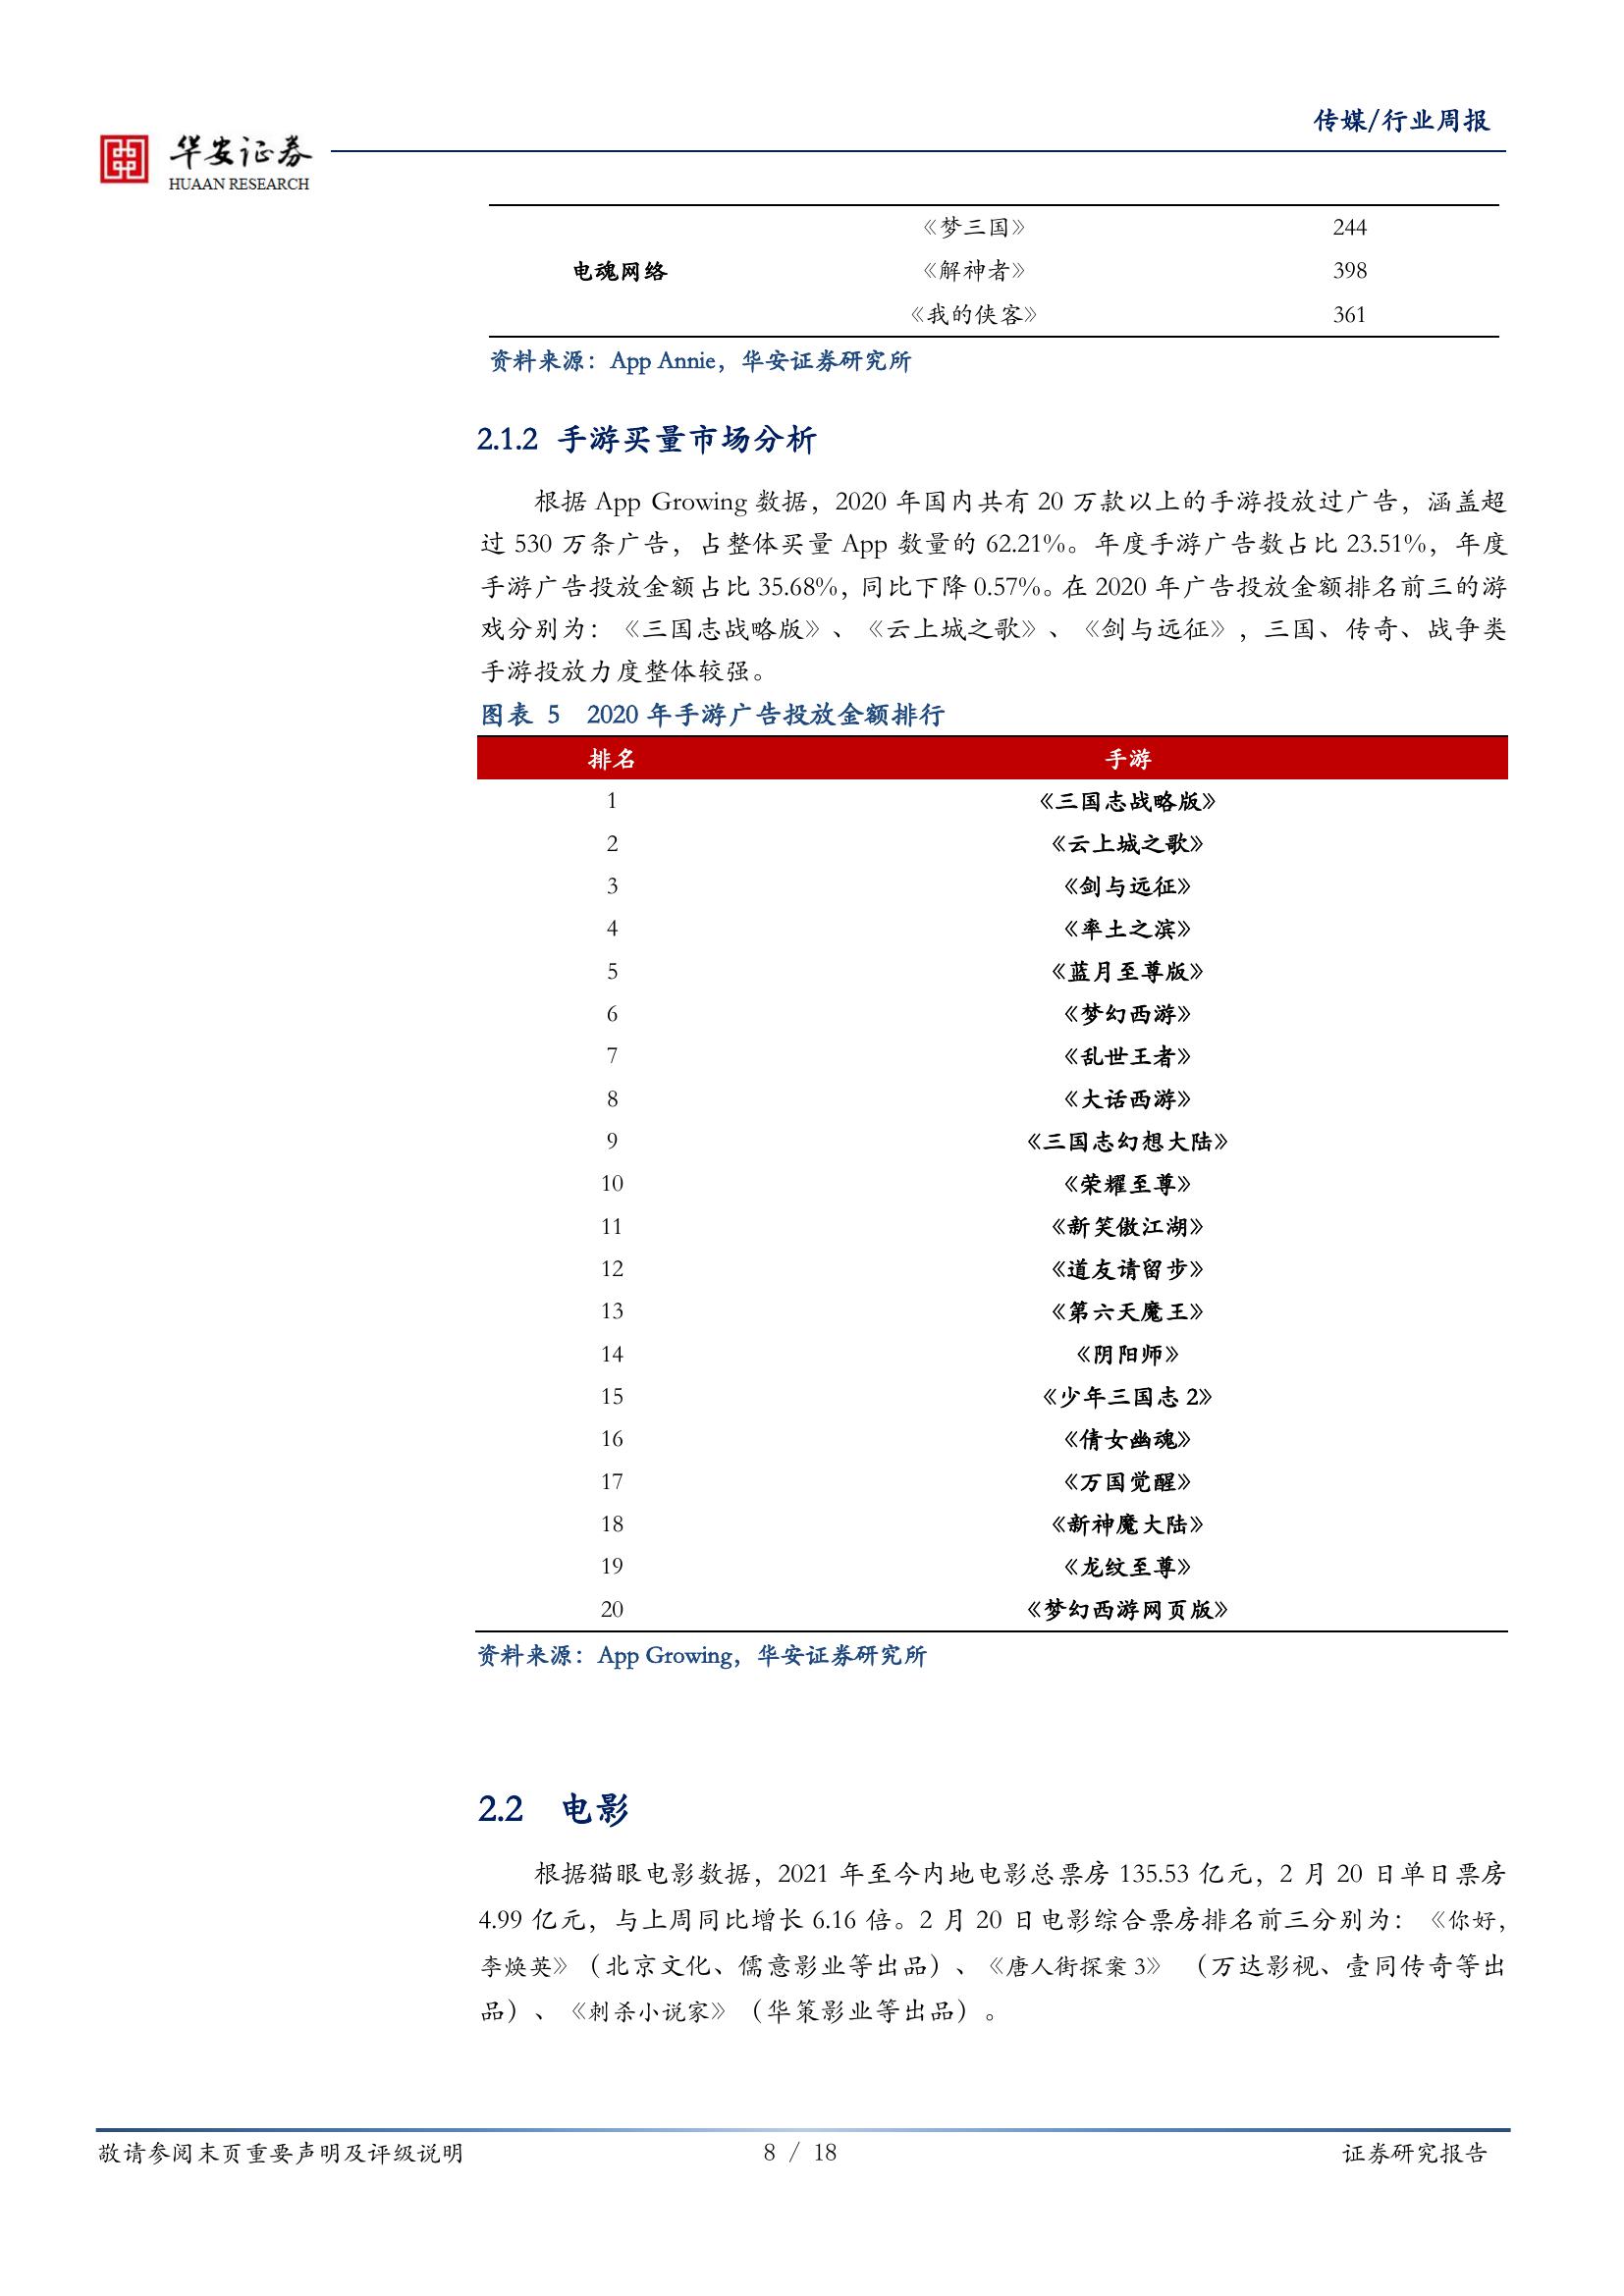 传媒/行业周报
华安证券
HUAAN RESEARCH
《梦三国》 244
电魂网络 《解神者》 398
《我的侠客》 361
资料来源：App Annie，华安证券研究所
2.1.2 手游买量市场分析
根据 App Growing 数据，2020 年国内共有 20 万款以上的手游投放过广告，涵盖超
过 530 万条广告，占整体买量 App 数量的 62.21%。年度手游广告数占比 23.51%，年度
手游广告投放金额占比 35.68%，同比下降 0.57%。在 2020 年广告投放金额排名前三的游
戏分别为：《三国志战略版》、《云上城之歌》、《剑与远征》，三国、传奇、战争类
手游投放力度整体较强。
图表 5 2020 年手游广告投放金额排行
排名 手游
1 《三国志战略版》
2 《云上城之歌》
3 《剑与远征》
4 《率土之滨》
5 《蓝月至尊版》
6 《梦幻西游》
7 《乱世王者》
8 《大话西游》
9 《三国志幻想大陆》
10 《荣耀至尊》
11 《新笑傲江湖》
12 《道友请留步》
13 《第六天魔王》
14 《阴阳师》
15 《少年三国志 2》
16 《倩女幽魂》
17 《万国觉醒》
18 《新神魔大陆》
19 《龙纹至尊》
20 《梦幻西游网页版》
资料来源：App Growing，华安证券研究所
2.2 电影
根据猫眼电影数据，2021 年至今内地电影总票房 135.53 亿元，2 月 20 日单日票房
4.99 亿元，与上周同比增长 6.16 倍。2 月 20 日电影综合票房排名前三分别为：《你好，
李焕英》（北京文化、儒意影业等出品）、《唐人街探案 3》（万达影视、壹同传奇等出
品）、《刺杀小说家》（华策影业等出品）。
敬请参阅末页重要声明及评级说明 8 / 18 证券研究报告